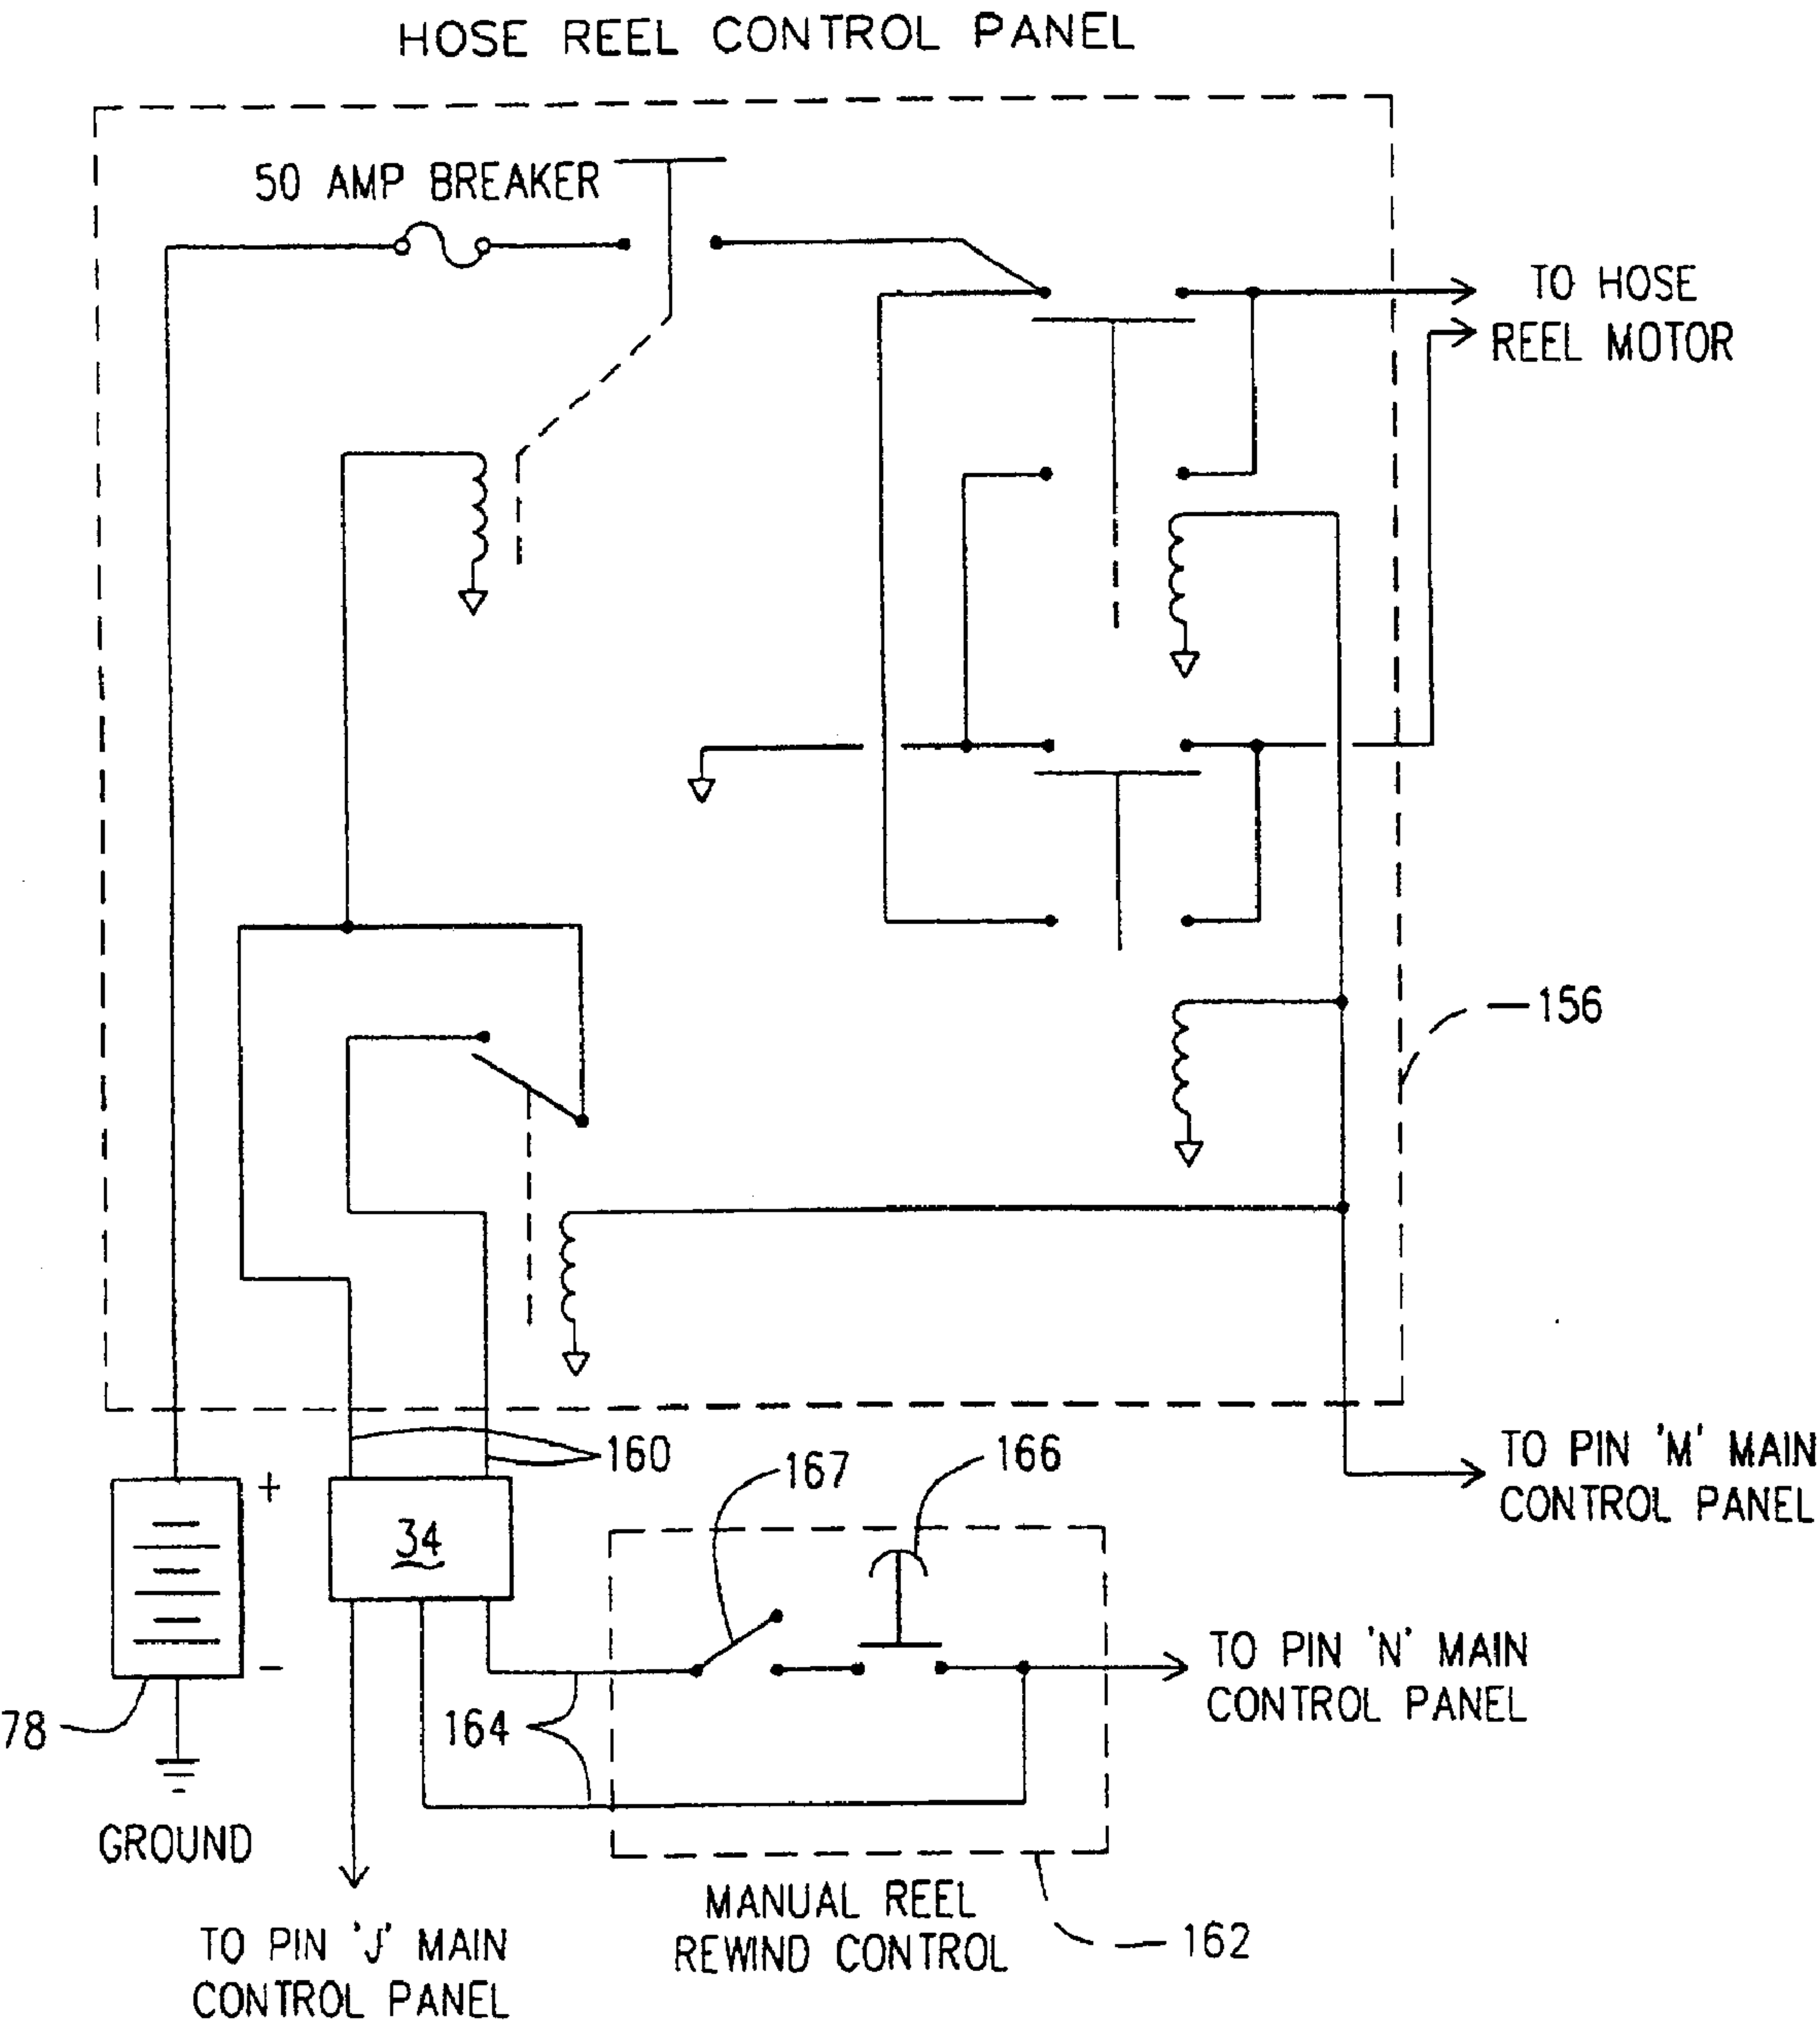 HOSE REEL CONTROL PANEL
50 AMP BREAKER
TO HOSE
REEL MOTOR
156
160
167
166
TO PIN 'M' MAIN
CONTROL PANEL
+
34
-
78
164
TO PIN 'N' MAIN
CONTROL PANEL
GROUND
MANUAL REEL
REWIND CONTROL
162
TO PIN 'J' MAIN
CONTROL PANEL